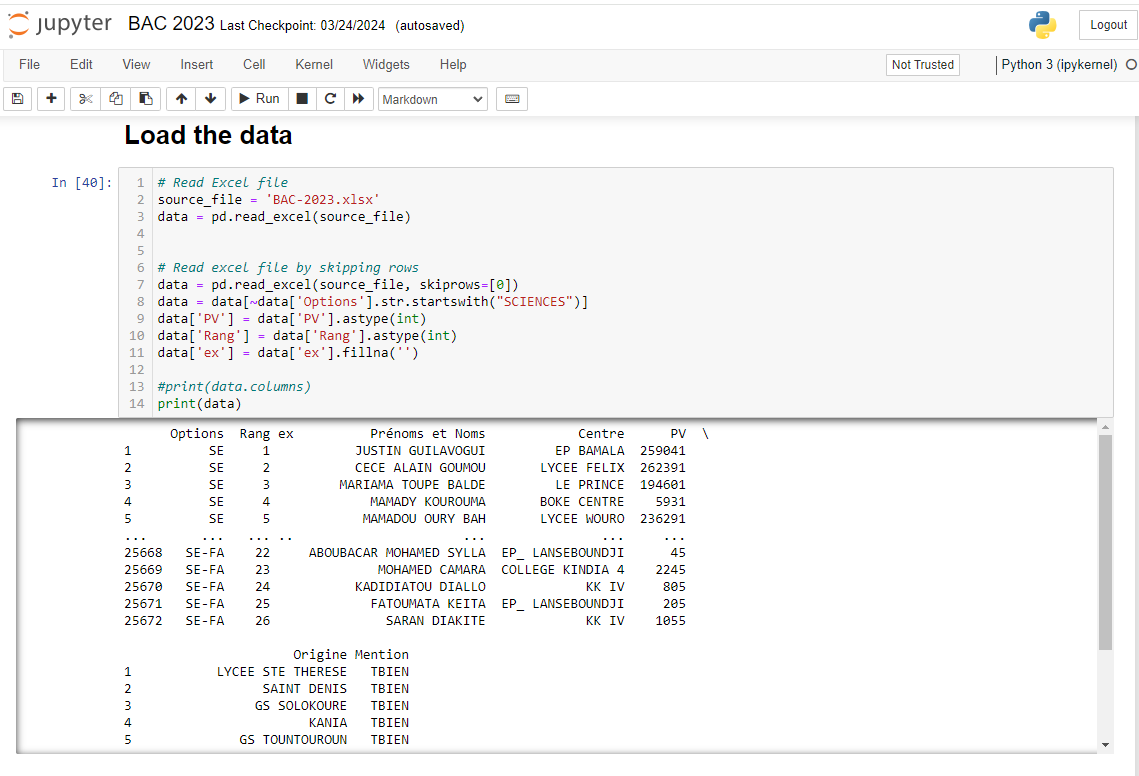 jupyter BAC 2023 Last Checkpoint: 03/24/2024 (autosaved)
Logout
File Edit View Insert Cell Kernel Widgets Help
Not Trusted
Python 3 (ipykernel)
Run
Markdown
Load the data
In [40]:
1 # Read Excel file
2 source_file = 'BAC-2023.xlsx'
3 data = pd.read_excel(source_file)
4
5
6 # Read excel file by skipping rows
7 data = pd.read_excel(source_file, skiprows=[0])
8 data = data[~data['Options'].str.startswith("SCIENCES")]
9 data['PV'] = data['PV'].astype(int)
10 data['Rang'] = data['Rang'].astype(int)
11 data['ex'] = data['ex'].fillna('')
12
13 #print(data.columns)
14 print(data)
Options Rang ex Prénoms et Noms Centre PV \
1 SE 1 JUSTIN GUILAVOGUI EP BAMALA 259041
2 SE 2 CECE ALAIN GOUMOU LYCEE FELIX 262391
3 SE 3 MARIAMA TOUPE BALDE LE PRINCE 194601
4 SE 4 MAMADY KOUROUMA BOKE CENTRE 5931
5 SE 5 MAMADOU OURY BAH LYCEE WOURO 236291
... ... ... .. ... ... ...
25668 SE-FA 22 ABOUBACAR MOHAMED SYLLA EP_ LANSEBOUNDJI 45
25669 SE-FA 23 MOHAMED CAMARA COLLEGE KINDIA 4 2245
25670 SE-FA 24 KADIDIATOU DIALLO KK IV 805
25671 SE-FA 25 FATOUMATA KEITA EP_ LANSEBOUNDJI 205
25672 SE-FA 26 SARAN DIAKITE KK IV 1055
Origine Mention
1 LYCEE STE THERESE TBIEN
2 SAINT DENIS TBIEN
3 GS SOLOKOURE TBIEN
4 KANIA TBIEN
5 GS TOUNTOUROUN TBIEN